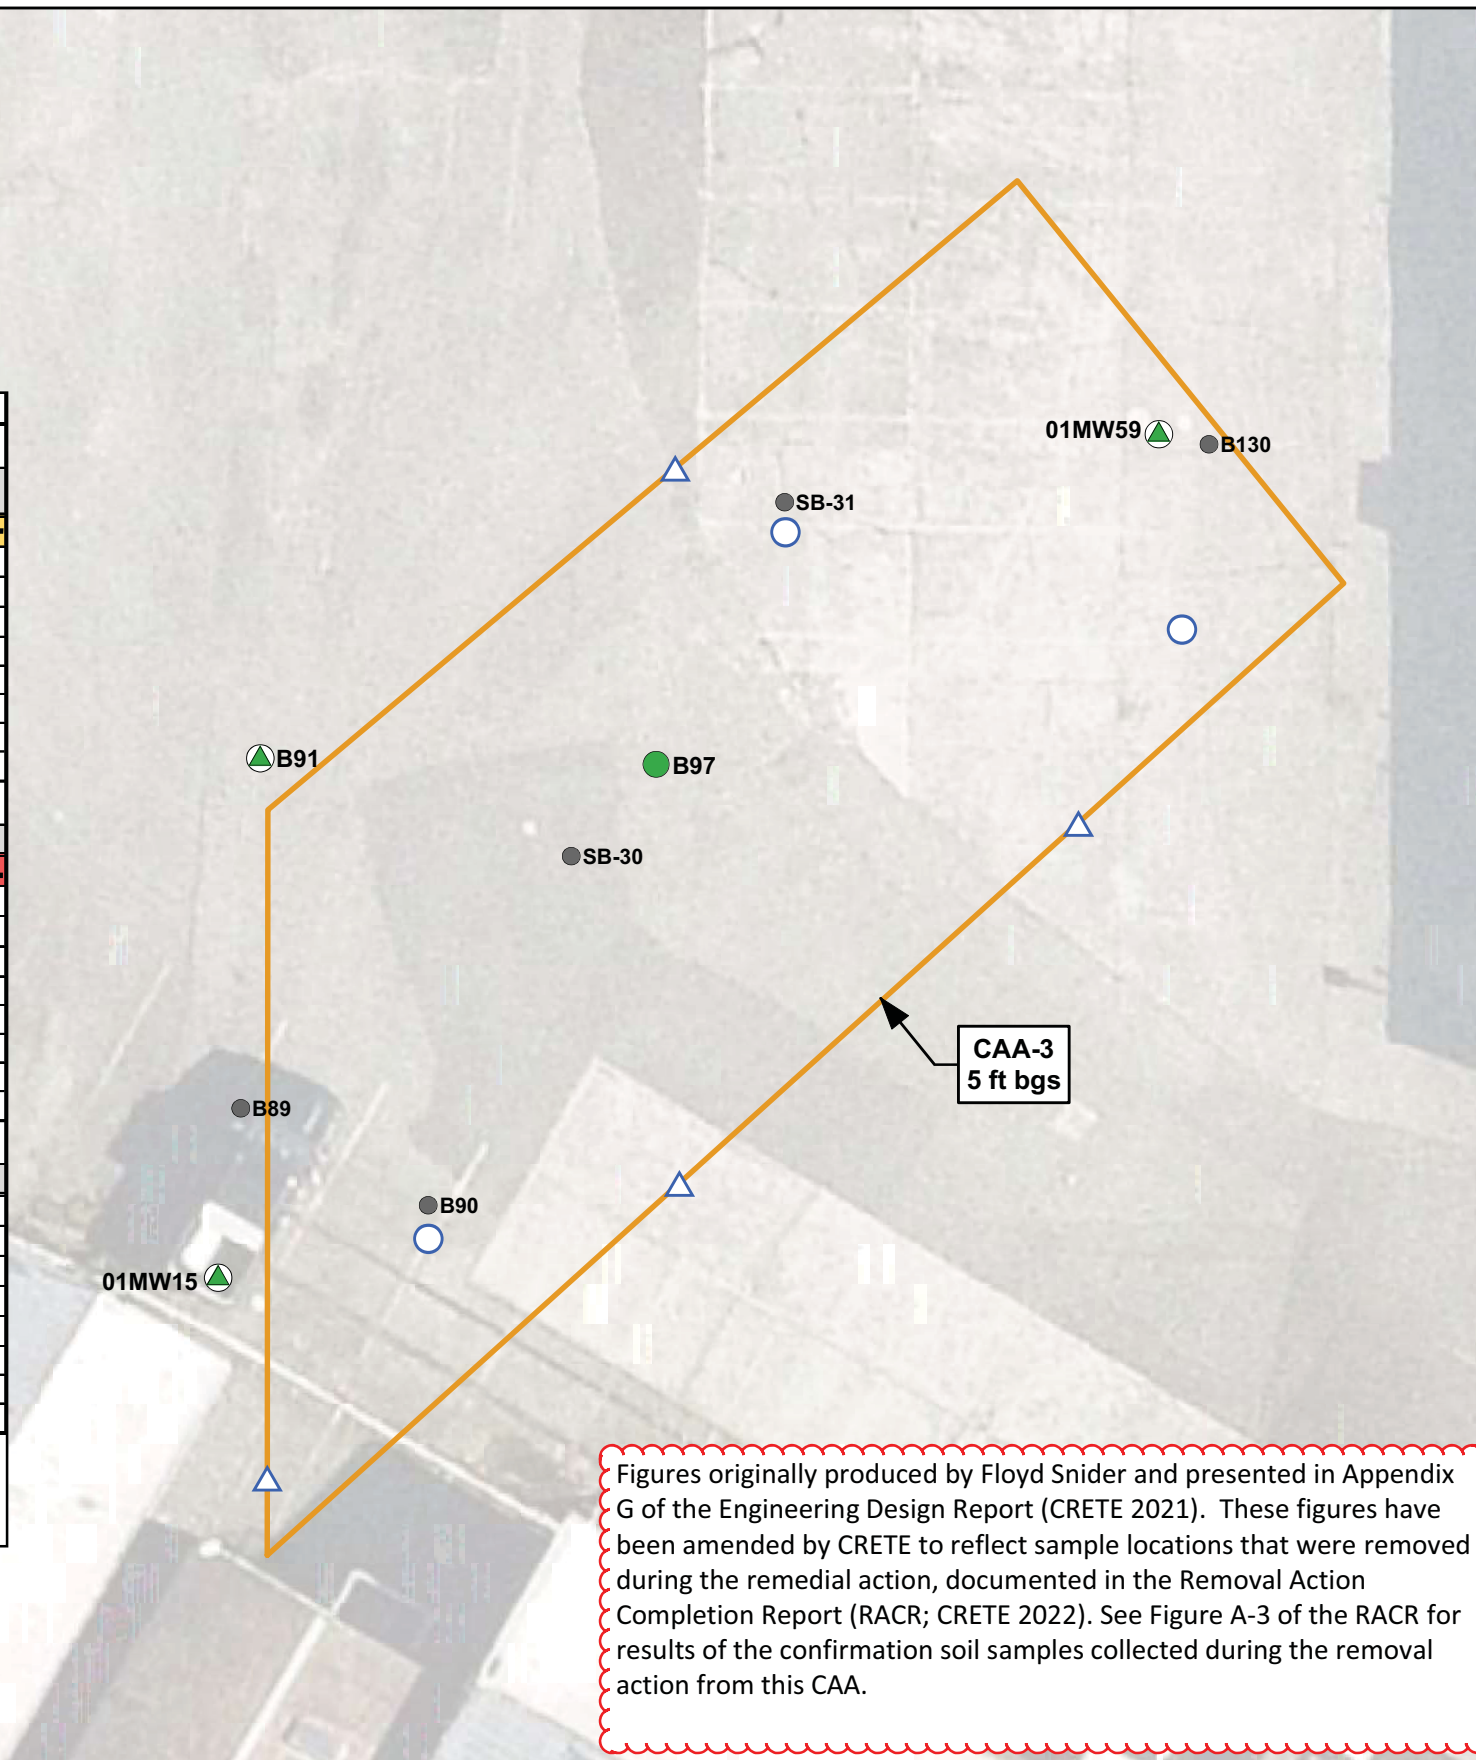 01MW59
B130
SB-31
B91
B97
SB-30
CAA-3
5 ft bgs
B89
B90
01MW15
Figures originally produced by Floyd Snider and presented in Appendix
G of the Engineering Design Report (CRETE 2021).  These figures have
been amended by CRETE to reflect sample locations that were removed
during the remedial action, documented in the Removal Action
Completion Report (RACR; CRETE 2022). See Figure A-3 of the RACR for
results of the confirmation soil samples collected during the removal
action from this CAA.